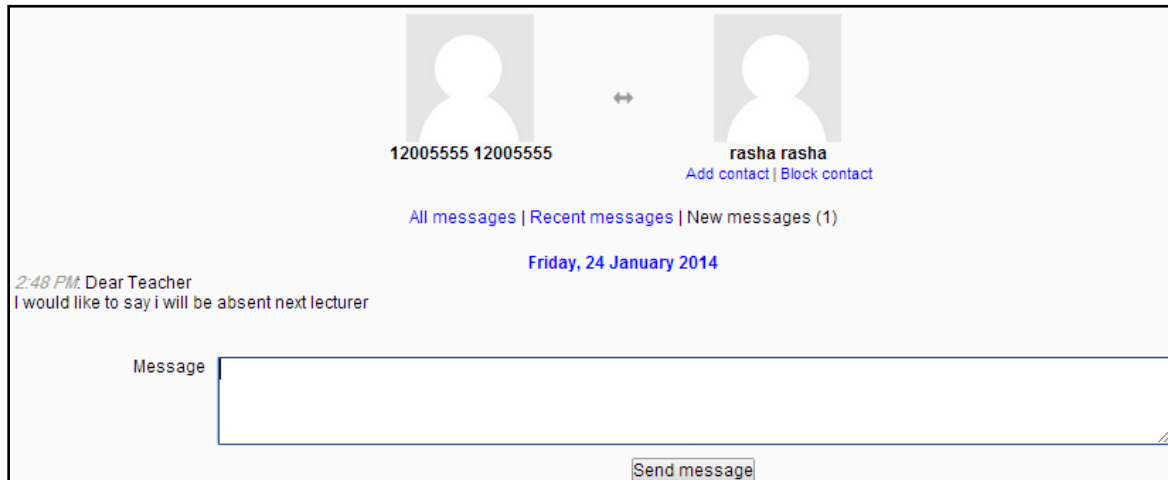 12005555 12005555
rasha rasha
Add contact | Block contact
All messages | Recent messages | New messages (1)
Friday, 24 January 2014
2:48 PM: Dear Teacher
I would like to say i will be absent next lecturer
Message
Send message